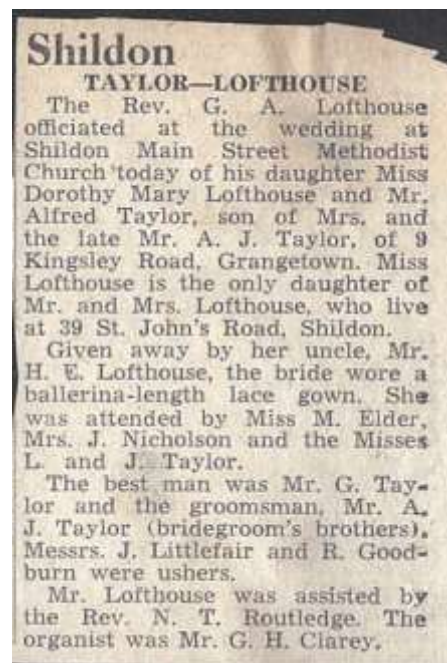 Shildon
TAYLOR—LOFTHOUSE
The Rev. G. A. Lofthouse
officiated at the wedding at
Shildon Main Street Methodist
Church today of his daughter Miss
Dorothy Mary Lofthouse and Mr.
Alfred Taylor, son of Mrs. and
the late Mr. A. J. Taylor, of 9
Kingsley Road, Grangetown. Miss
Lofthouse is the only daughter of
Mr. and Mrs. Lofthouse, who live
at 39 St. John's Road, Shildon.
Given away by her uncle, Mr.
H. E. Lofthouse, the bride wore a
ballerina-length lace gown. She
was attended by Miss M. Elder,
Mrs. J. Nicholson and the Misses
L. and J. Taylor.
The best man was Mr. G. Tay-
lor and the groomsman, Mr. A.
J. Taylor (bridegroom's brothers).
Messrs. J. Littlefair and R. Good-
burn were ushers.
Mr. Lofthouse was assisted by
the Rev. N. T. Routledge. The
organist was Mr. G. H. Clarey.